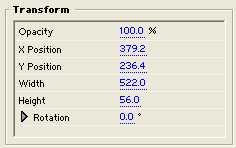 Transform
Opacity 100.0 %
X Position 379.2
Y Position 236.4
Width 522.0
Height 56.0
Rotation 0.0 °